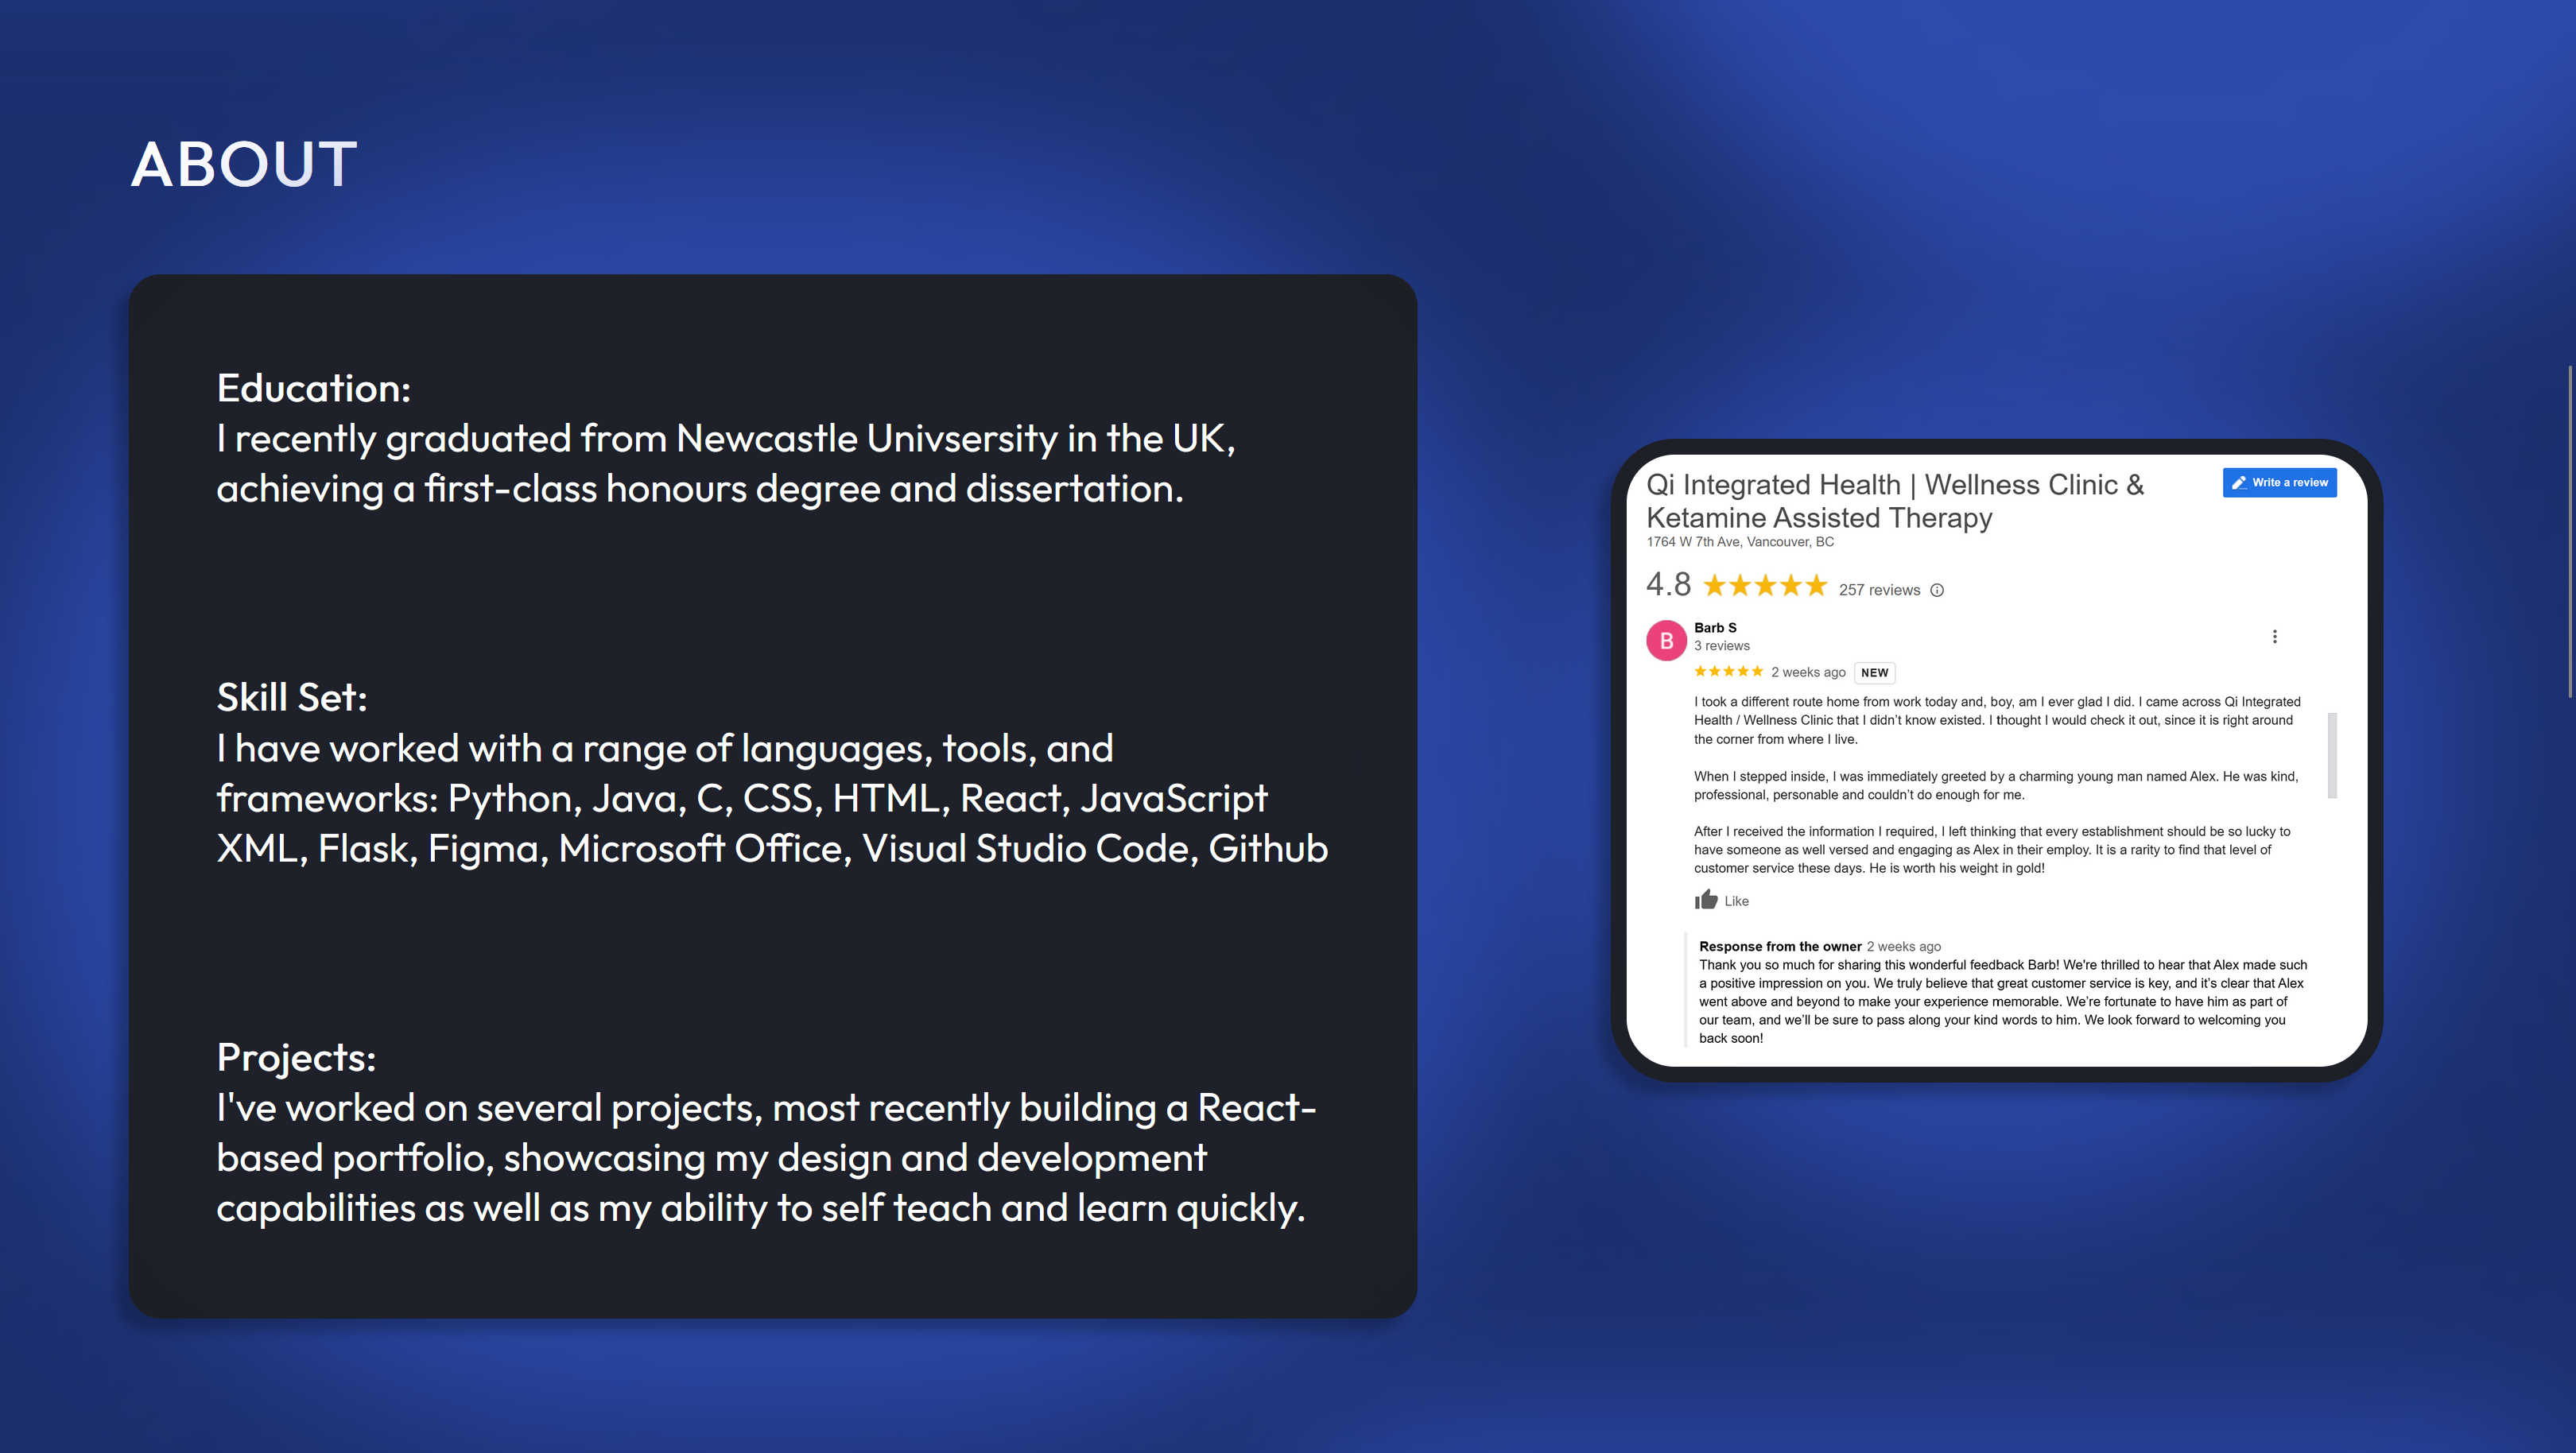 ABOUT
Education:
I recently graduated from Newcastle Univsersity in the UK,
achieving a first-class honours degree and dissertation.
Skill Set:
I have worked with a range of languages, tools, and
frameworks: Python, Java, C, CSS, HTML, React, JavaScript
XML, Flask, Figma, Microsoft Office, Visual Studio Code, Github
Projects:
I've worked on several projects, most recently building a React-
based portfolio, showcasing my design and development
capabilities as well as my ability to self teach and learn quickly.
Qi Integrated Health | Wellness Clinic &
Ketamine Assisted Therapy
Write a review
1764 W 7th Ave, Vancouver, BC
4.8 257 reviews
B
Barb S
3 reviews
2 weeks ago NEW
I took a different route home from work today and, boy, am I ever glad I did. I came across Qi Integrated
Health / Wellness Clinic that I didn't know existed. I thought I would check it out, since it is right around
the corner from where I live.
When I stepped inside, I was immediately greeted by a charming young man named Alex. He was kind,
professional, personable and couldn't do enough for me.
After I received the information I required, I left thinking that every establishment should be so lucky to
have someone as well versed and engaging as Alex in their employ. It is a rarity to find that level of
customer service these days. He is worth his weight in gold!
Like
Response from the owner 2 weeks ago
Thank you so much for sharing this wonderful feedback Barb! We're thrilled to hear that Alex made such
a positive impression on you. We truly believe that great customer service is key, and it's clear that Alex
went above and beyond to make your experience memorable. We're fortunate to have him as part of
our team, and we'll be sure to pass along your kind words to him. We look forward to welcoming you
back soon!